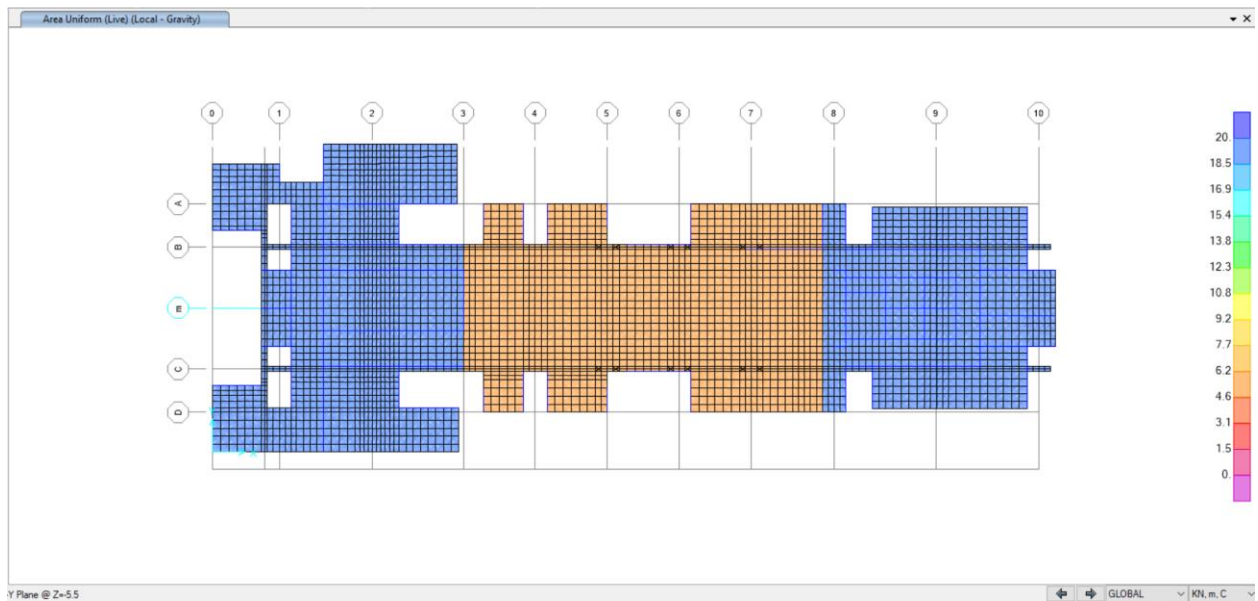 Area Uniform (Live) (Local - Gravity)
0 1 2 3 4 5 6 7 8 9 10
A
B
m
C
D
20.
18.5
16.9
15.4
13.8
12.3
10.8
9.2
7.7
6.2
4.6
3.1
1.5
0.
-Y Plane @ Z=-5.5
GLOBAL
KN, m, C